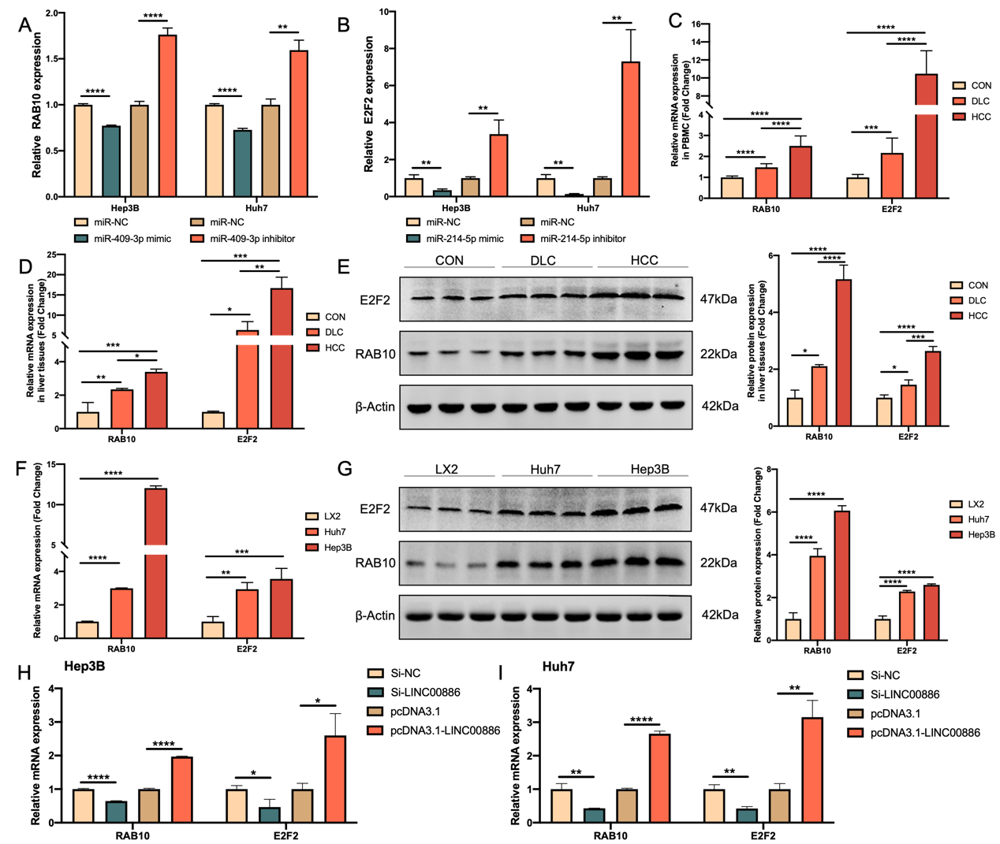 A
Relative RAB10 expression
2.0
1.5
1.0
0.5
0.0
****
****
****
**
Hep3B
Huh7
miR-NC
miR-NC
miR-409-3p mimic
miR-409-3p inhibitor
B
Relative E2F2 expression
10
8
6
4
2
0
**
**
**
**
Hep3B
Huh7
miR-NC
miR-NC
miR-214-5p mimic
miR-214-5p inhibitor
C
Relative mRNA expression
in PBMC (Fold Change)
16
14
12
10
8
4
3
2
1
0
****
****
****
***
****
****
RAB10
E2F2
CON
DLC
HCC
D
Relative mRNA expression
in liver tissues (Fold Change)
25
20
15
10
5
4
2
0
***
**
*
*
***
**
RAB10
E2F2
CON
DLC
HCC
E
CON
DLC
HCC
E2F2
47kDa
RAB10
22kDa
β-Actin
42kDa
Relative protein expression
in liver tissues (Fold Change)
6
4
2
0
****
****
*
****
***
*
RAB10
E2F2
CON
DLC
HCC
F
Relative mRNA expression (Fold Change)
15
10
5
4
2
0
****
****
***
**
RAB10
E2F2
LX2
Huh7
Hep3B
G
LX2
Huh7
Hep3B
E2F2
47kDa
RAB10
22kDa
β-Actin
42kDa
Relative protein expression (Fold Change)
8
6
4
2
0
****
****
****
****
RAB10
E2F2
LX2
Huh7
Hep3B
H
Hep3B
Relative mRNA expression
4
3
2
1
0
****
****
*
*
RAB10
E2F2
Si-NC
Si-LINC00886
pcDNA3.1
pcDNA3.1-LINC00886
I
Huh7
Relative mRNA expression
4
3
2
1
0
**
****
**
**
RAB10
E2F2
Si-NC
Si-LINC00886
pcDNA3.1
pcDNA3.1-LINC00886